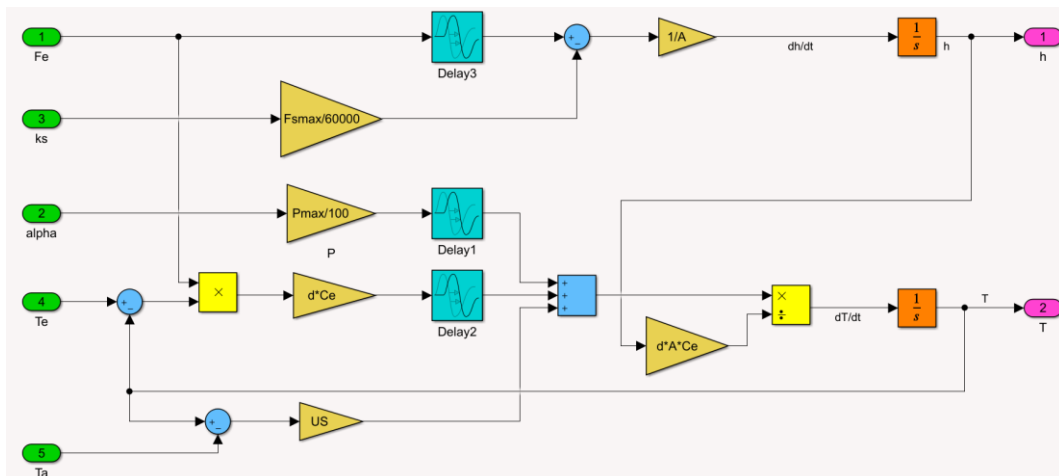 1
Fe
Delay3
+
−
1/A
dh/dt
1
s
h
1
h
3
ks
Fsmax/60000
2
alpha
Pmax/100
P
Delay1
4
Te
+
−
×
d*Ce
Delay2
+
+
+
d*A*Ce
×
÷
dT/dt
1
s
T
2
T
+
−
US
5
Ta